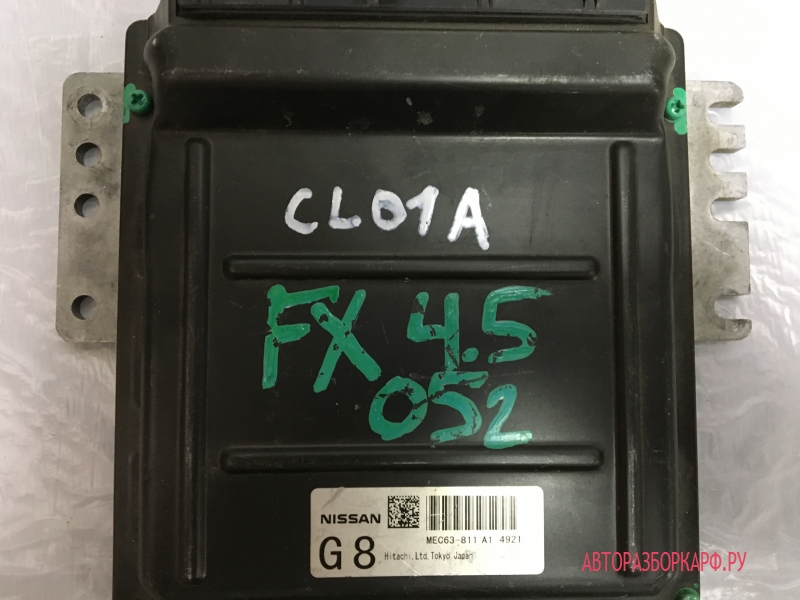 CL01A
FX 4.5
052
NISSAN
MEC63-811 A1 4921
G8
Hitachi,Ltd.Tokyo Japan
АВТОРАЗБОРКАРФ.РУ